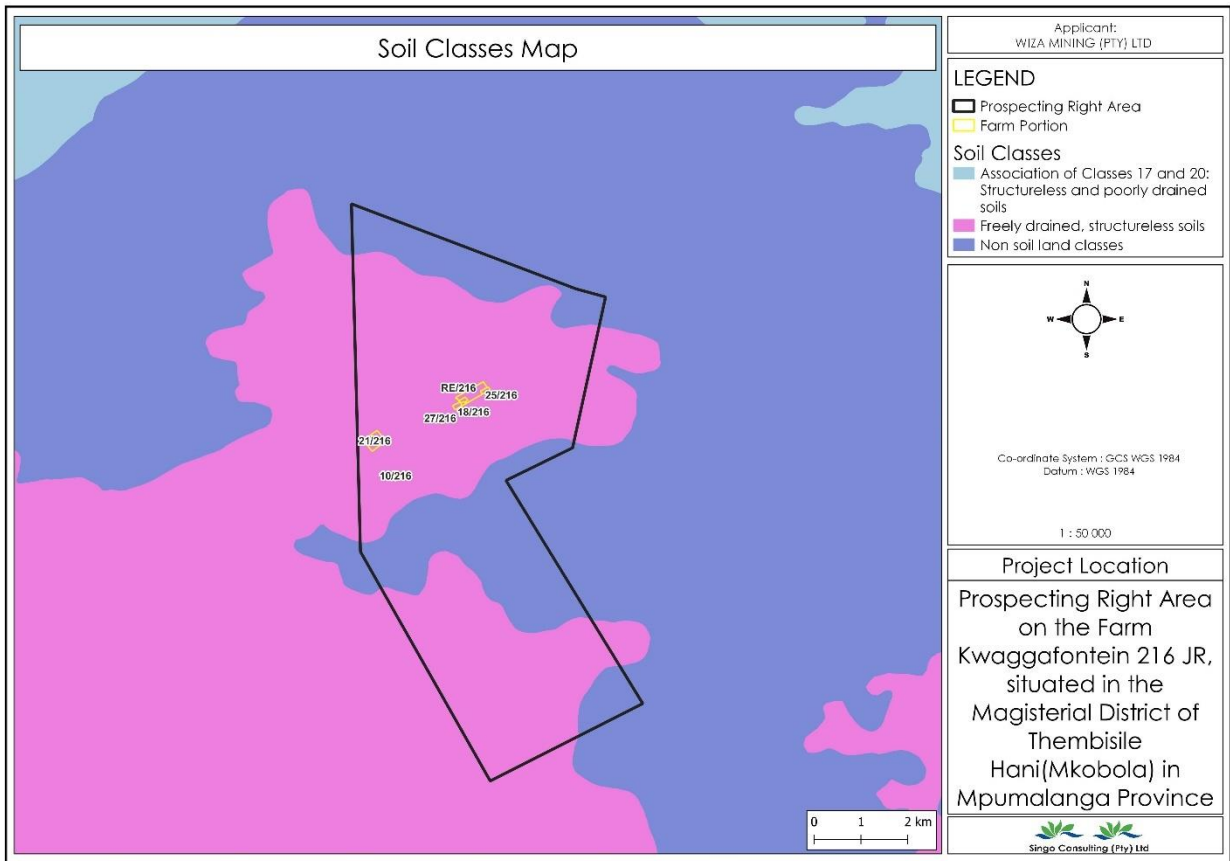 Soil Classes Map
RE/216
25/216
18/216
27/216
21/216
10/216
0 1 2 km
Applicant:
WIZA MINING (PTY) LTD
LEGEND
Prospecting Right Area
Farm Portion
Soil Classes
Association of Classes 17 and 20:
Structureless and poorly drained
soils
Freely drained, structureless soils
Non soil land classes
N
W E
S
Co-ordinate System : GCS WGS 1984
Datum : WGS 1984
1 : 50 000
Project Location
Prospecting Right Area
on the Farm
Kwaggafontein 216 JR,
situated in the
Magisterial District of
Thembisile
Hani(Mkobola) in
Mpumalanga Province
Singo Consulting (Pty) Ltd